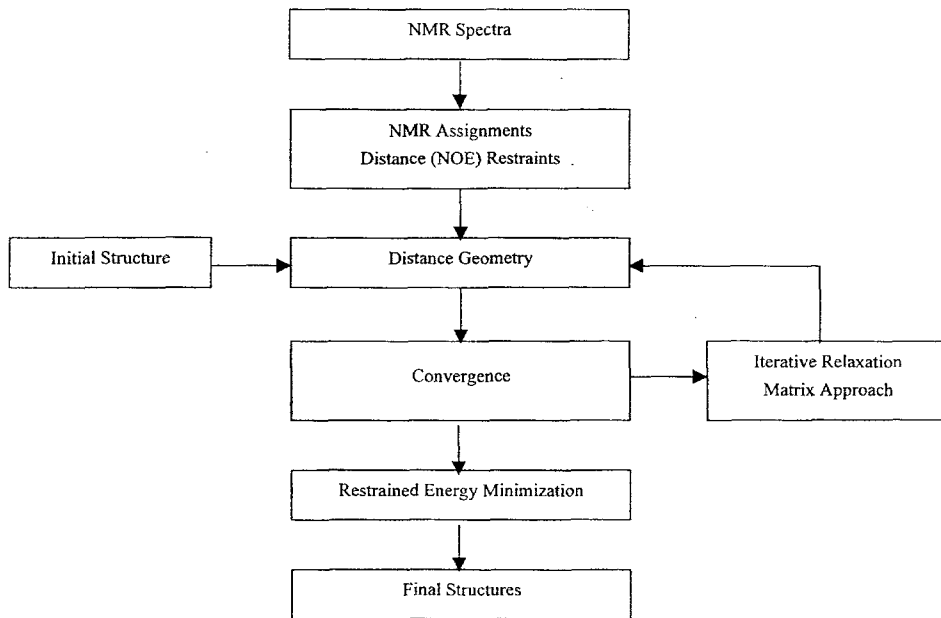 NMR Spectra
NMR Assignments
Distance (NOE) Restraints
Initial Structure
Distance Geometry
Convergence
Iterative Relaxation
Matrix Approach
Restrained Energy Minimization
Final Structures